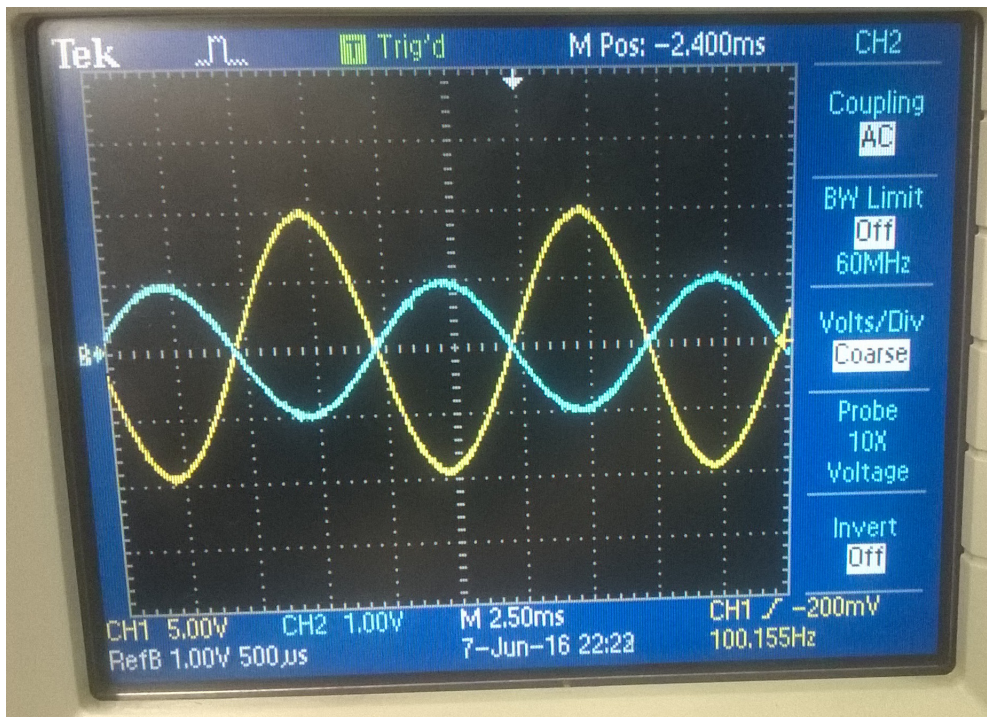 Tek Trig'd M Pos: -2.400ms CH2
Coupling
AC
BW Limit
Off
60MHz
Volts/Div
Coarse
Probe
10X
Voltage
Invert
Off
CH1 5.00V CH2 1.00V M 2.50ms CH1 -200mV
RefB 1.00V 500µs 7-Jun-16 100.155Hz